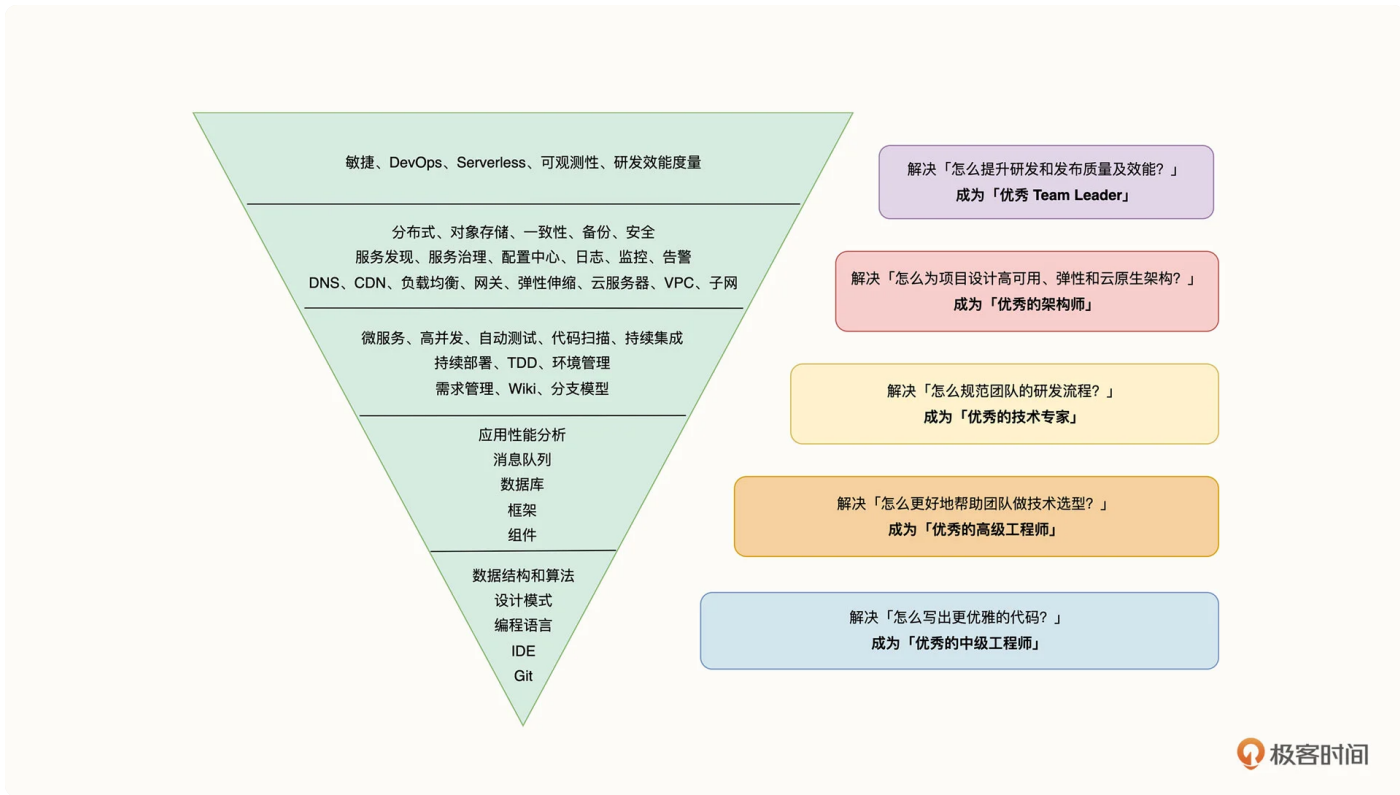 敏捷、DevOps、Serverless、可观测性、研发效能度量
解决「怎么提升研发和发布质量及效能？」
成为「优秀 Team Leader」
分布式、对象存储、一致性、备份、安全
服务发现、服务治理、配置中心、日志、监控、告警
DNS、CDN、负载均衡、网关、弹性伸缩、云服务器、VPC、子网
解决「怎么为项目设计高可用、弹性和云原生架构？」
成为「优秀的架构师」
微服务、高并发、自动测试、代码扫描、持续集成
持续部署、TDD、环境管理
需求管理、Wiki、分支模型
解决「怎么规范团队的研发流程？」
成为「优秀的技术专家」
应用性能分析
消息队列
数据库
框架
组件
解决「怎么更好地帮助团队做技术选型？」
成为「优秀的高级工程师」
数据结构和算法
设计模式
编程语言
IDE
Git
解决「怎么写出更优雅的代码？」
成为「优秀的中级工程师」
极客时间